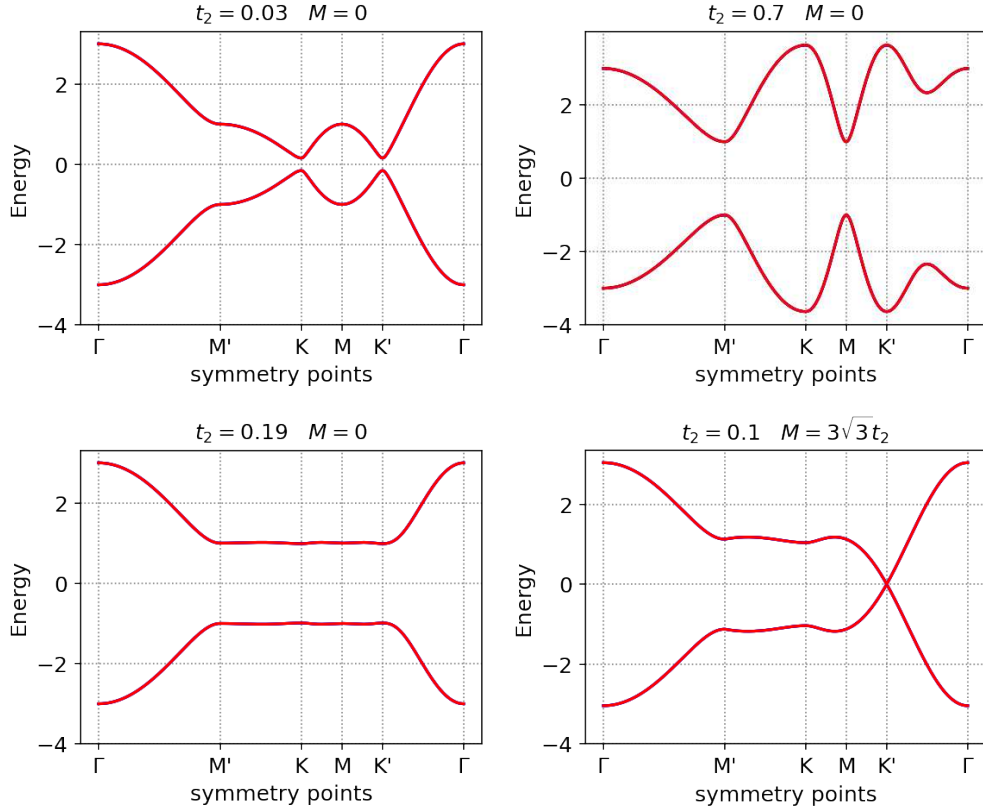 t₂ = 0.03 M = 0
Energy
2
0
−2
−4
Γ M' K M K' Γ
symmetry points
t₂ = 0.7 M = 0
Energy
2
0
−2
−4
Γ M' K M K' Γ
symmetry points
t₂ = 0.19 M = 0
Energy
2
0
−2
−4
Γ M' K M K' Γ
symmetry points
t₂ = 0.1 M = 3√3t₂
Energy
2
0
−2
−4
Γ M' K M K' Γ
symmetry points